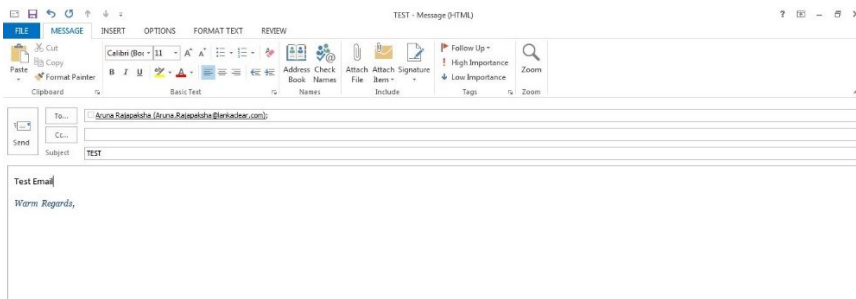 TEST - Message (HTML)
FILE MESSAGE INSERT OPTIONS FORMAT TEXT REVIEW
Paste
Cut
Copy
Format Painter
Clipboard
Calibri (Bo 11
B I U
Basic Text
Address Book
Check Names
Names
Attach File
Attach Item
Signature
Include
Follow Up
High Importance
Low Importance
Tags
Zoom
Zoom
Send
To... Aruna Rajapaksha (Aruna.Rajapaksha@lankaclear.com);
Cc...
Subject TEST
Test Email
Warm Regards,